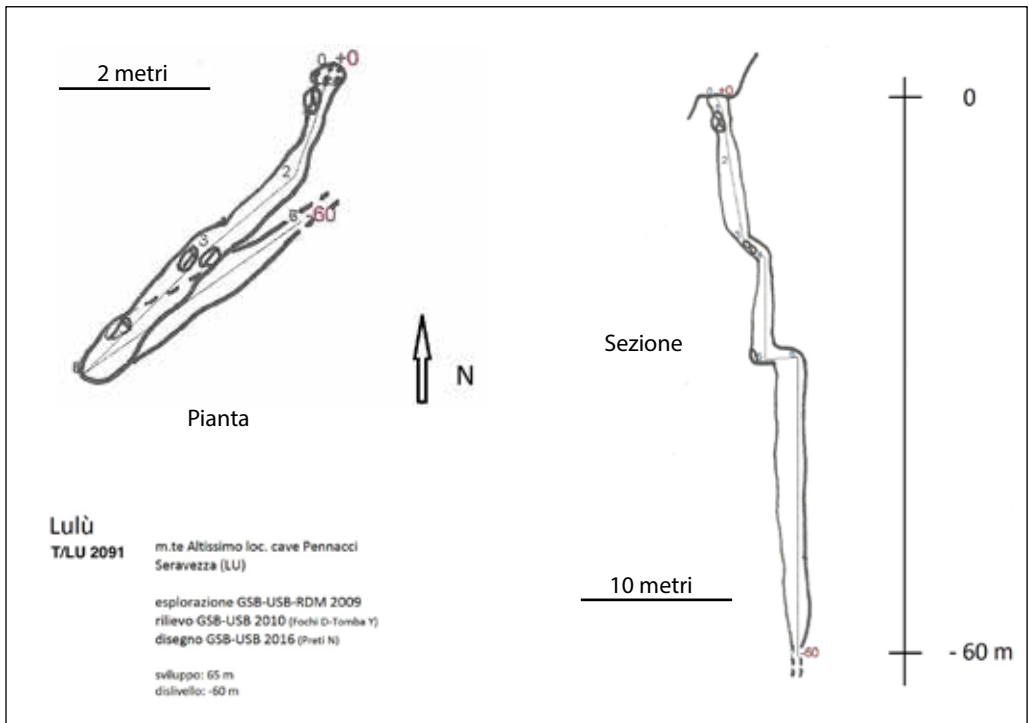 2 metri
0 +0
2
3
6 -60
N
Pianta
0 +0
2
Sezione
10 metri
-60
0
- 60 m
Lulù
T/LU 2091
m.te Altissimo loc. cave Pennacci
Seravezza (LU)
esplorazione GSB-USB-RDM 2009
rilievo GSB-USB 2010 (Fochi D-Tomba Y)
disegno GSB-USB 2016 (Preti N)
sviluppo: 65 m
dislivello: -60 m